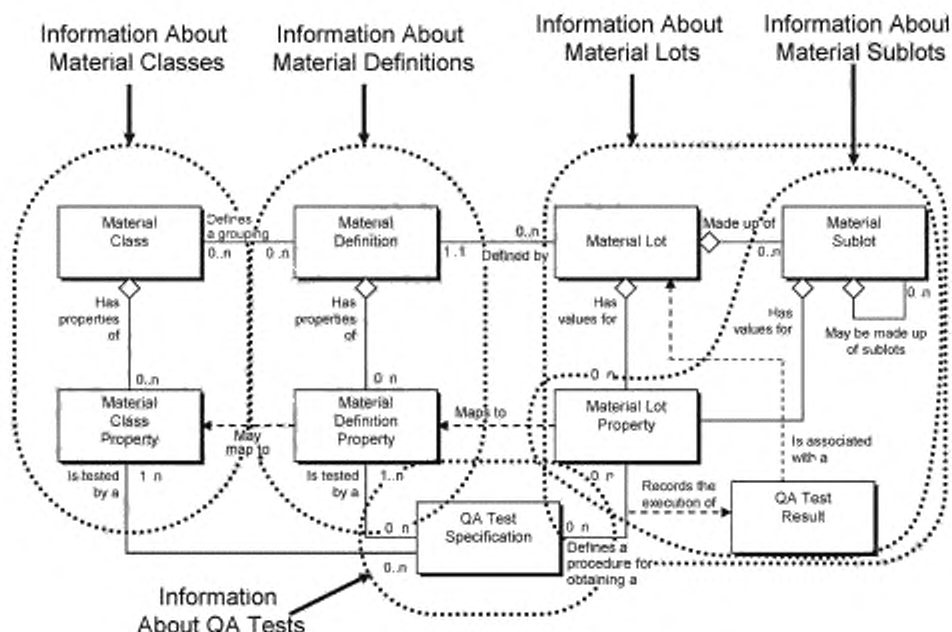 Information About
Material Classes
Information About
Material Definitions
Information About
Material Lots
Information About
Material Sublots
Material
Class
Defines
a grouping
0..n
0..n
Material
Definition
1..1
0..n
Defined by
Material Lot
Made up of
0..n
Material
Sublot
0 n
May be made up
of sublots
Has
properties
of
0..n
Has
properties
of
0 n
Has
values for
0 n
Has
values for
Material
Class
Property
May
map to
Material
Definition
Property
Maps to
Material Lot
Property
Is associated
with a
Is tested
by a
1 n
Is tested
by a
1..n
0 n
Records the
execution of
QA Test
Result
0 n
0..n
QA Test
Specification
0 n
Defines a
procedure for
obtaining a
Information
About QA Tests